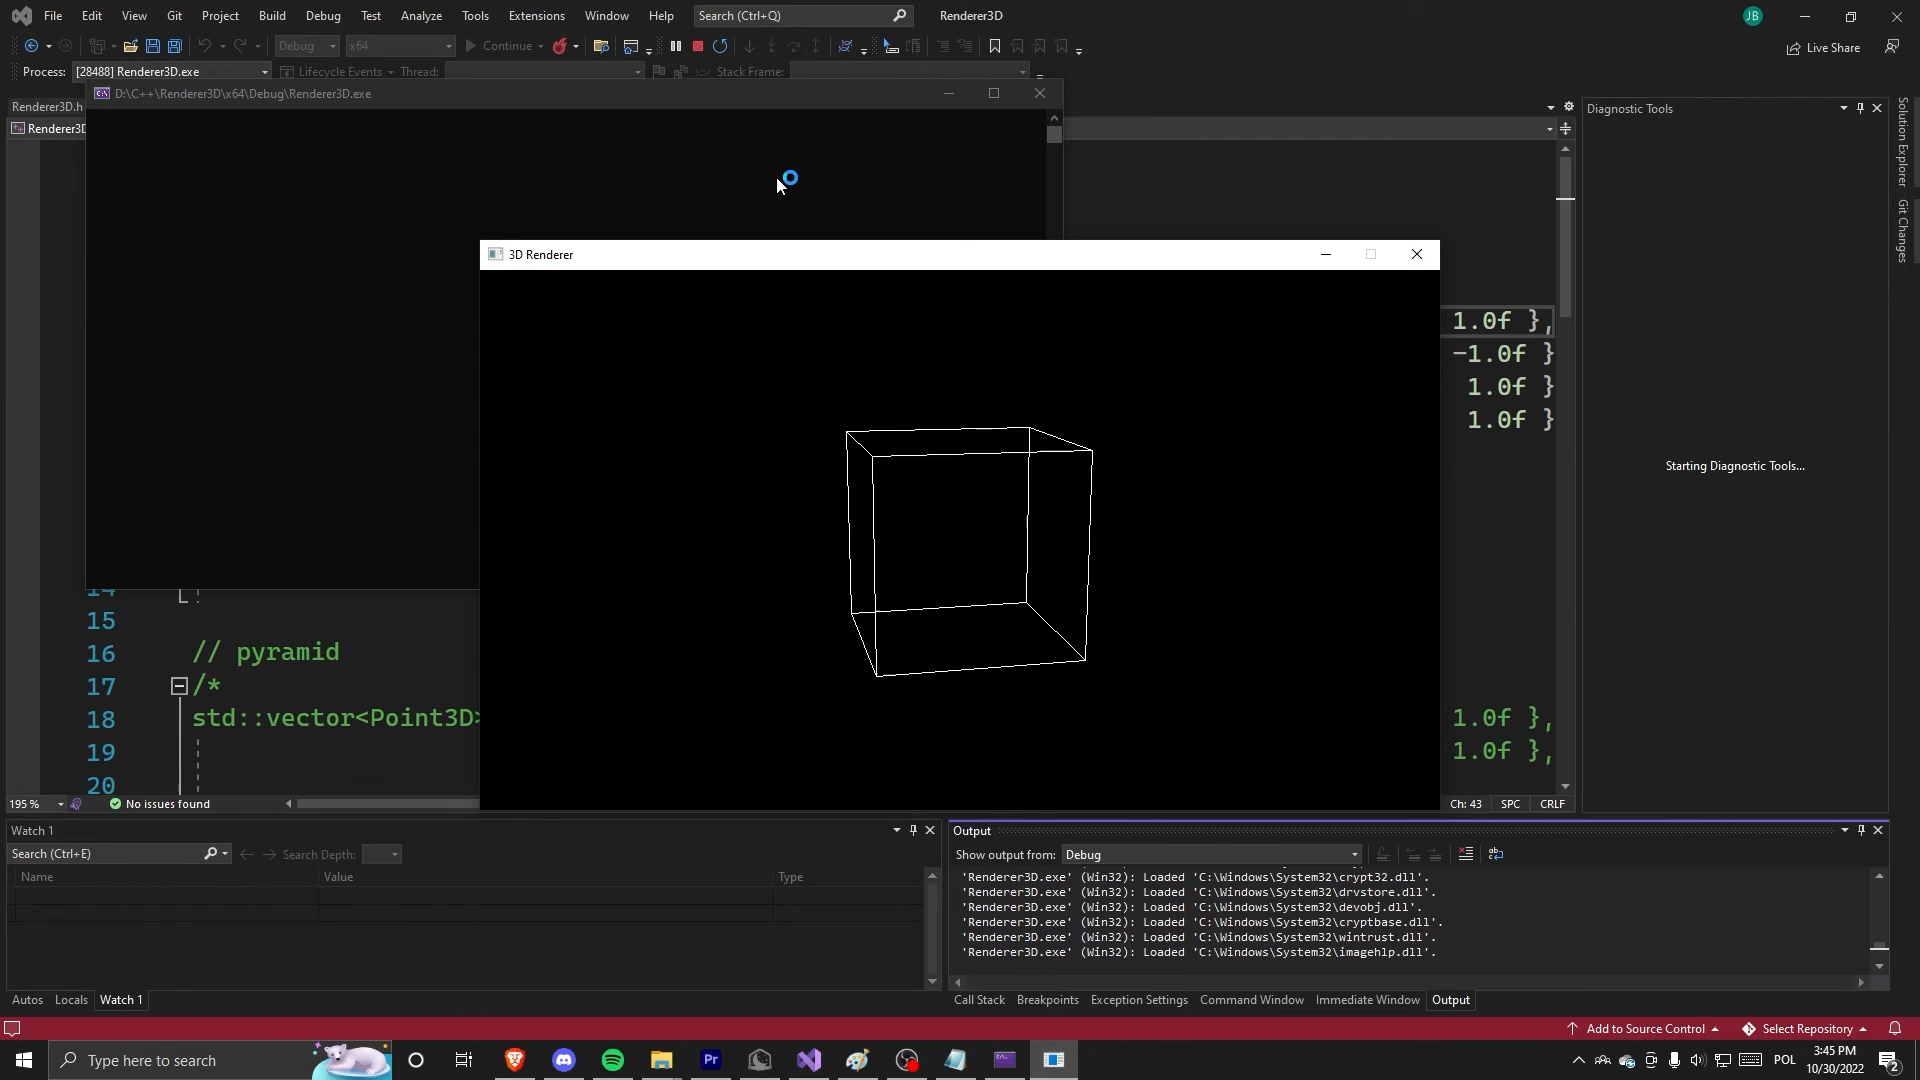 File Edit View Git Project Build Debug Test Analyze Tools Extensions Window Help Search (Ctrl+Q) Renderer3D JB
Debug x64 Continue Live Share
Process: [28488] Renderer3D.exe Lifecycle Events Thread: Stack Frame:
D:\C++\Renderer3D\x64\Debug\Renderer3D.exe
Renderer3D.h
Diagnostic Tools
Renderer3D
Solution Explorer
Git Changes
3D Renderer
1.0f },
-1.0f }
1.0f }
1.0f }
Starting Diagnostic Tools...
14
15
16 // pyramid
17 /*
18 std::vector<Point3D> 1.0f },
19 1.0f },
20
195 % No issues found Ch: 43 SPC CRLF
Watch 1
Search (Ctrl+E) Search Depth:
Name Value Type
Autos Locals Watch 1
Output
Show output from: Debug
'Renderer3D.exe' (Win32): Loaded 'C:\Windows\System32\crypt32.dll'.
'Renderer3D.exe' (Win32): Loaded 'C:\Windows\System32\drvstore.dll'.
'Renderer3D.exe' (Win32): Loaded 'C:\Windows\System32\devobj.dll'.
'Renderer3D.exe' (Win32): Loaded 'C:\Windows\System32\cryptbase.dll'.
'Renderer3D.exe' (Win32): Loaded 'C:\Windows\System32\wintrust.dll'.
'Renderer3D.exe' (Win32): Loaded 'C:\Windows\System32\imagehlp.dll'.
Call Stack Breakpoints Exception Settings Command Window Immediate Window Output
Add to Source Control Select Repository
Type here to search Pr POL 3:45 PM
10/30/2022 2